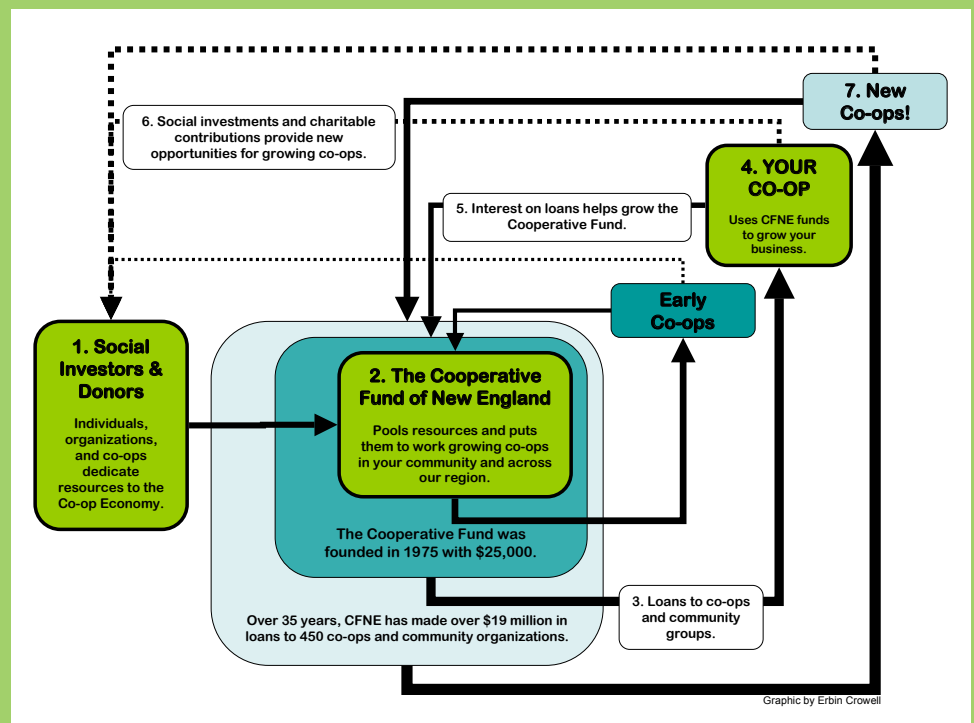 7. New
Co-ops!
6. Social investments and charitable
contributions provide new
opportunities for growing co-ops.
4. YOUR
CO-OP
Uses CFNE funds
to grow your
business.
5. Interest on loans helps grow the
Cooperative Fund.
Early
Co-ops
1. Social
Investors &
Donors
Individuals,
organizations,
and co-ops
dedicate
resources to the
Co-op Economy.
2. The Cooperative
Fund of New England
Pools resources and puts
them to work growing co-ops
in your community and across
our region.
The Cooperative Fund was
founded in 1975 with $25,000.
3. Loans to co-ops
and community
groups.
Over 35 years, CFNE has made over $19 million in
loans to 450 co-ops and community organizations.
Graphic by Erbin Crowell